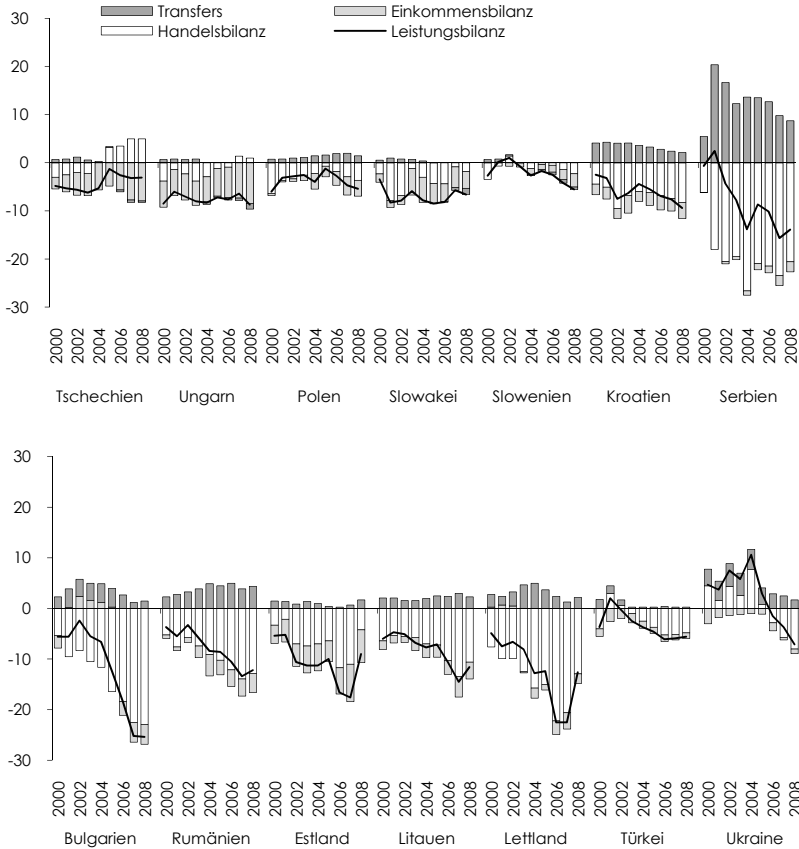 30
Transfers Einkommensbilanz
Handelsbilanz Leistungsbilanz
20
10
0
-10
-20
-30
2000 2002 2004 2006 2008 2000 2002 2004 2006 2008 2000 2002 2004 2006 2008 2000 2002 2004 2006 2008 2000 2002 2004 2006 2008 2000 2002 2004 2006 2008 2000 2002 2004 2006 2008
Tschechien Ungarn Polen Slowakei Slowenien Kroatien Serbien
30
20
10
0
-10
-20
-30
2000 2002 2004 2006 2008 2000 2002 2004 2006 2008 2000 2002 2004 2006 2008 2000 2002 2004 2006 2008 2000 2002 2004 2006 2008 2000 2002 2004 2006 2008 2000 2002 2004 2006 2008
Bulgarien Rumänien Estland Litauen Lettland Türkei Ukraine